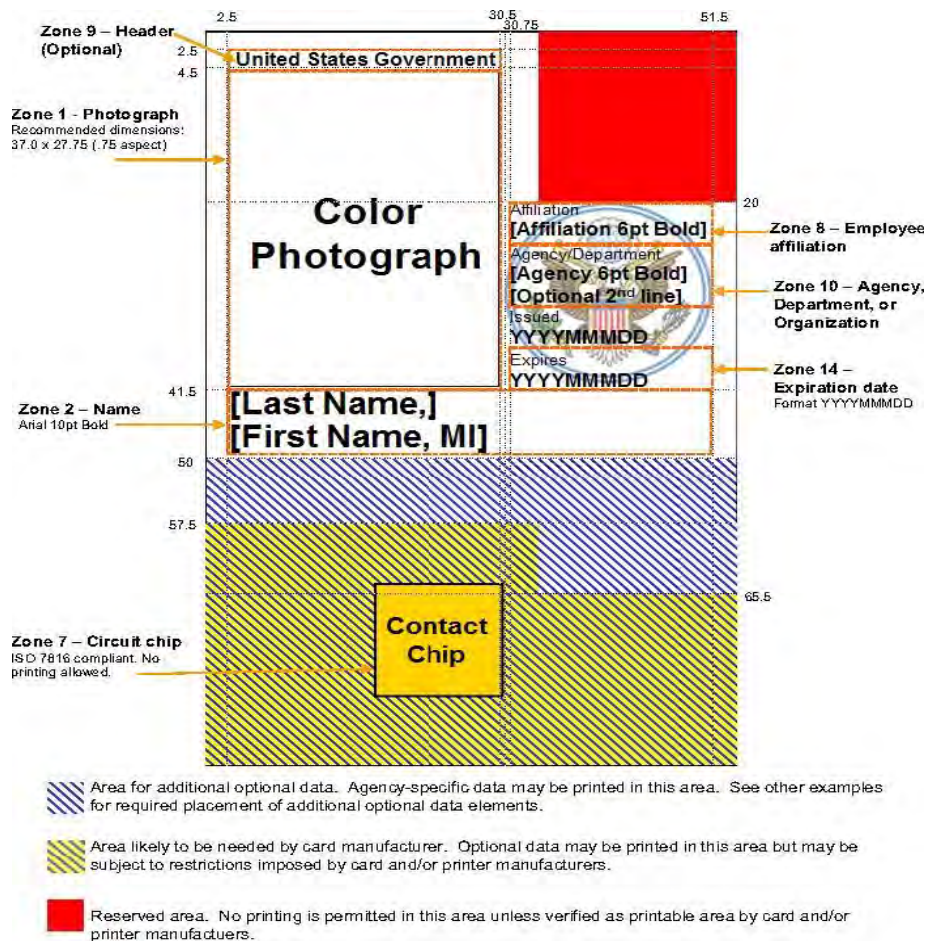 2.5
30.5
30.75
51.5
Zone 9 – Header
(Optional)
2.5
4.5
United States Government
Zone 1 - Photograph
Recommended dimensions:
37.0 x 27.75 (.75 aspect)
Color
Photograph
20
Affiliation
[Affiliation 6pt Bold]
Zone 8 – Employee
affiliation
Agency/Department
[Agency 6pt Bold]
[Optional 2nd line]
Zone 10 – Agency,
Department, or
Organization
Issued
YYYYMMMDD
Expires
YYYYMMMDD
Zone 14 –
Expiration date
Format YYYYMMMDD
41.5
Zone 2 – Name
Arial 10pt Bold
[Last Name,]
[First Name, MI]
50
57.5
65.5
Zone 7 – Circuit chip
ISO 7816 compliant. No
printing allowed.
Contact
Chip
Area for additional optional data. Agency-specific data may be printed in this area. See other examples
for required placement of additional optional data elements.
Area likely to be needed by card manufacturer. Optional data may be printed in this area but may be
subject to restrictions imposed by card and/or printer manufacturers.
Reserved area. No printing is permitted in this area unless verified as printable area by card and/or
printer manufactuers.